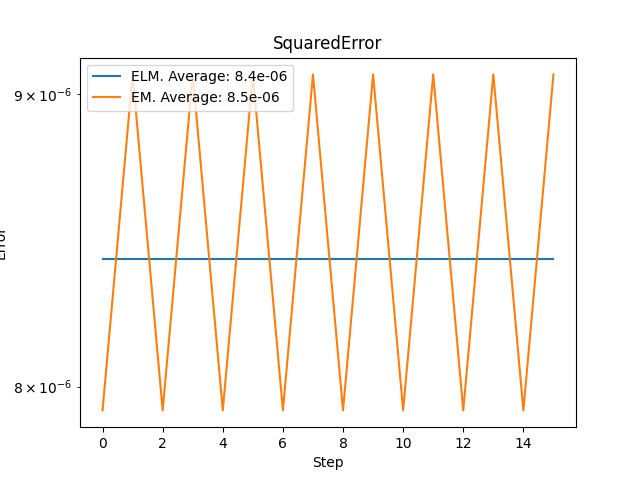 SquaredError
ELM. Average: 8.4e-06
EM. Average: 8.5e-06
9 × 10⁻⁶
8 × 10⁻⁶
Error
0 2 4 6 8 10 12 14
Step